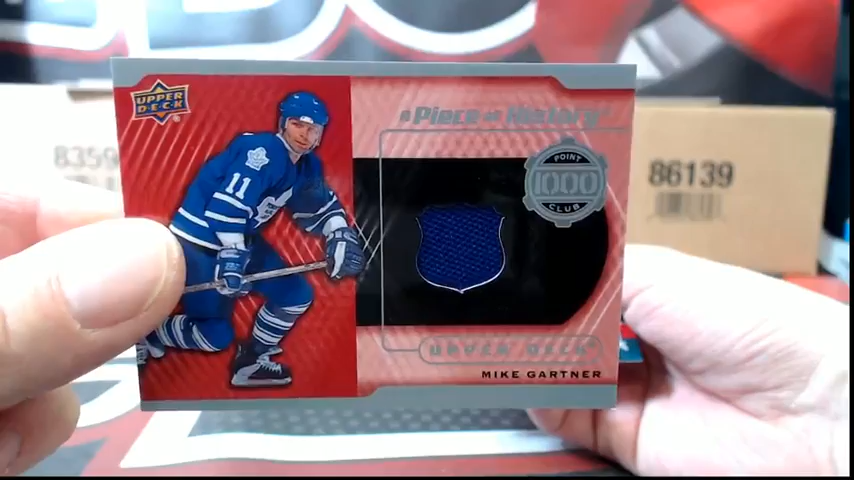 UPPER
DECK
A Piece of History
POINT
1000
CLUB
11
UPPER DECK
MIKE GARTNER
8359
86139